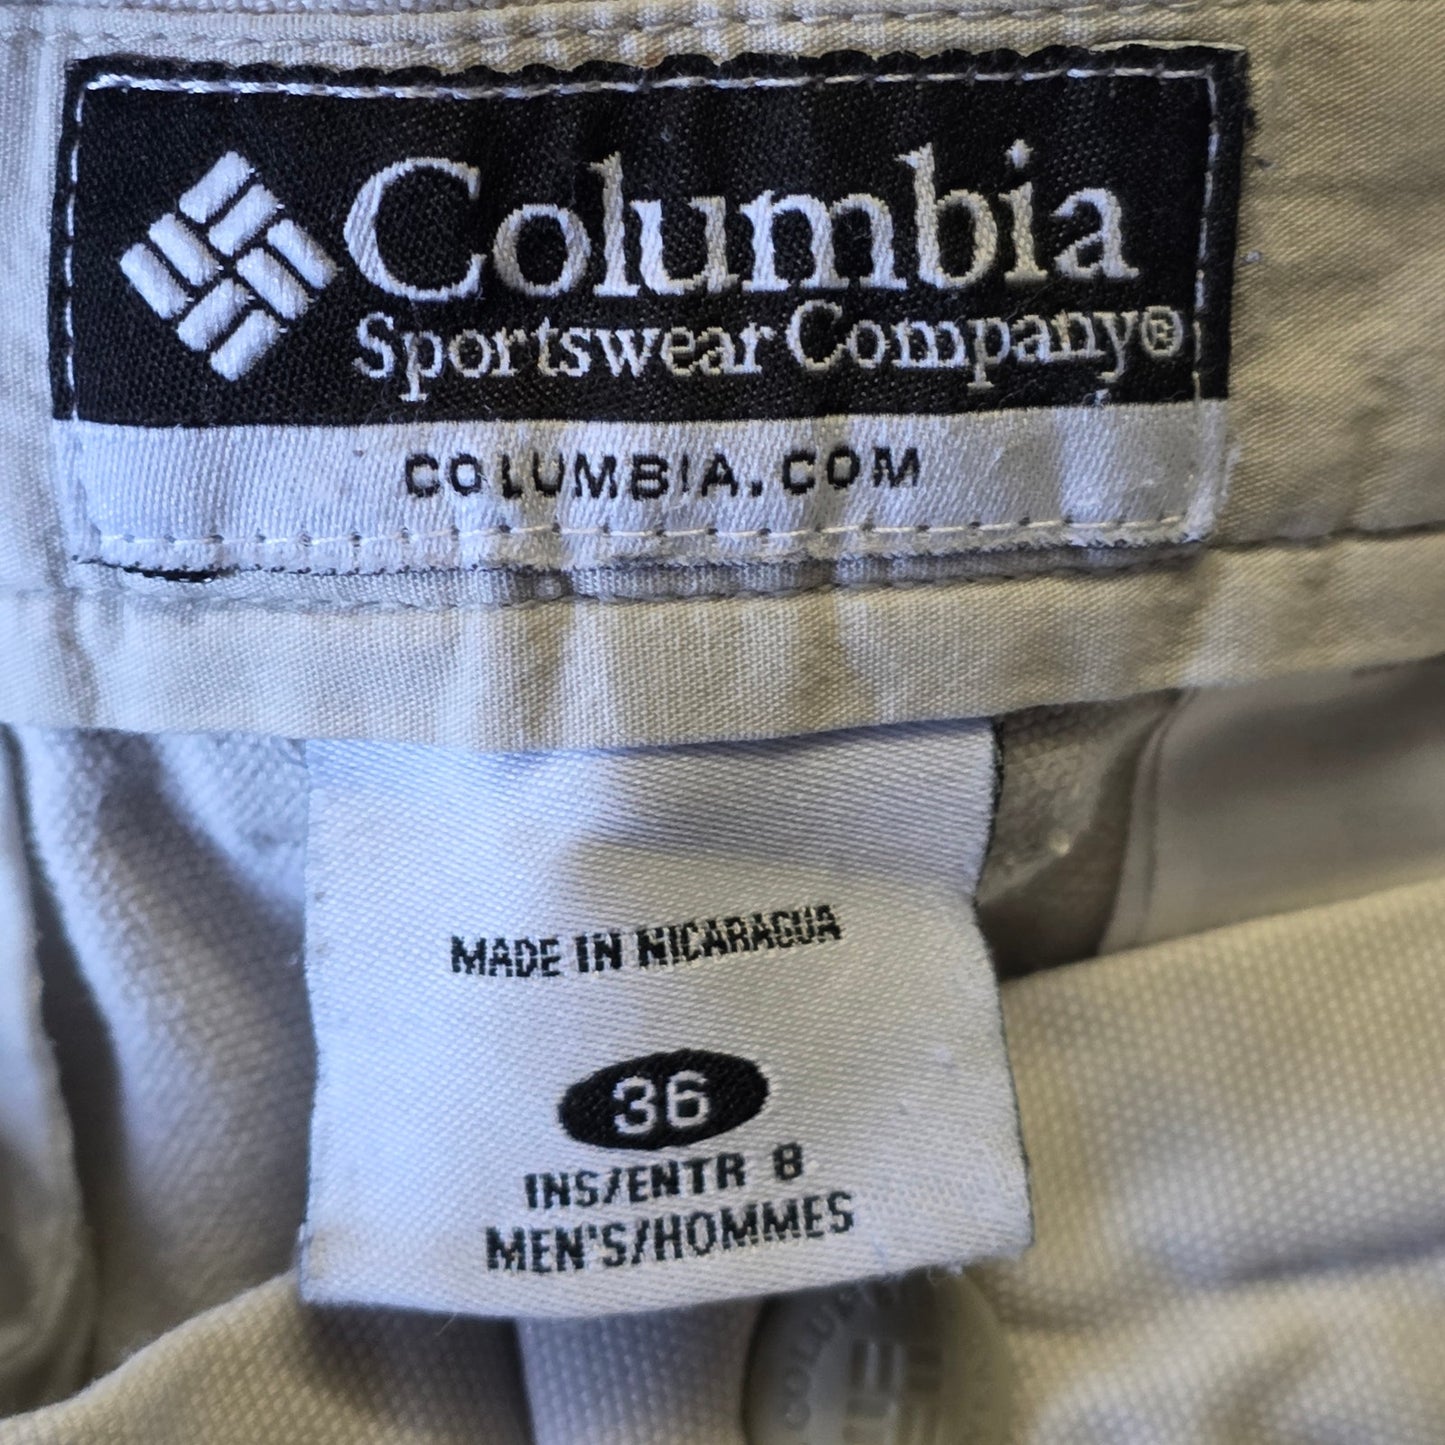 Columbia
Sportswear Company®
COLUMBIA.COM
MADE IN NICARAGUA
36
INS/ENTR 8
MEN'S/HOMMES